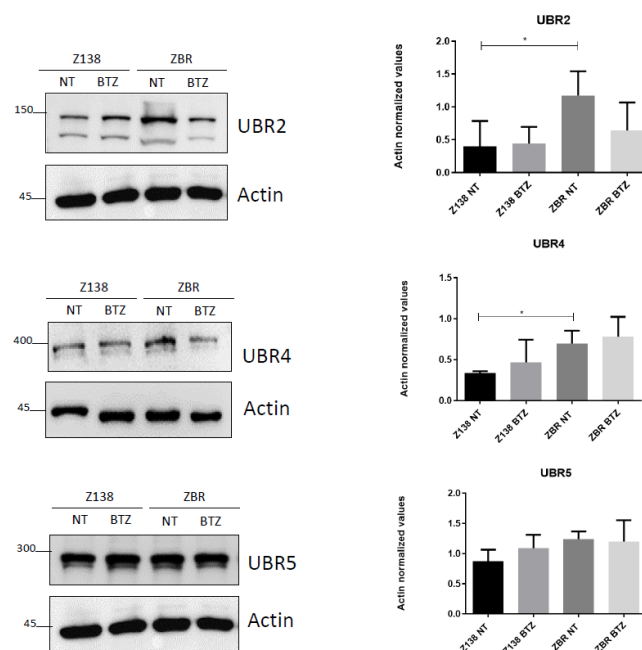 Z138 ZBR
NT BTZ NT BTZ
150
UBR2
45
Actin
UBR2
Actin normalized values
2.0
1.5
1.0
0.5
0.0
*
Z138 NT
Z138 BTZ
ZBR NT
ZBR BTZ
Z138 ZBR
NT BTZ NT BTZ
400
UBR4
45
Actin
UBR4
Actin normalized values
1.5
1.0
0.5
0.0
*
Z138 NT
Z138 BTZ
ZBR NT
ZBR BTZ
Z138 ZBR
NT BTZ NT BTZ
300
UBR5
45
Actin
UBR5
Actin normalized values
2.0
1.5
1.0
0.5
0.0
Z138 NT
Z138 BTZ
ZBR NT
ZBR BTZ